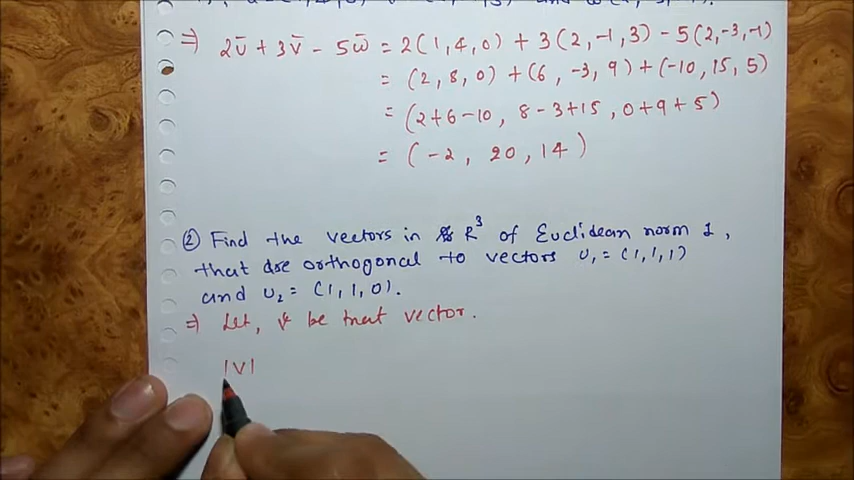 ⇒ 2v̄ + 3v̄ - 5w̄ = 2(1,4,0) + 3(2,-1,3) - 5(2,-3,-1)
= (2, 8, 0) + (6, -3, 9) + (-10, 15, 5)
= (2+6-10, 8-3+15, 0+9+5)
= (-2, 20, 14)
② Find the vectors in R³ of Euclidean norm 1,
that are orthogonal to vectors U₁ = (1,1,1)
and U₂ = (1,1,0).
⇒ Let, v be that vector.
|v|